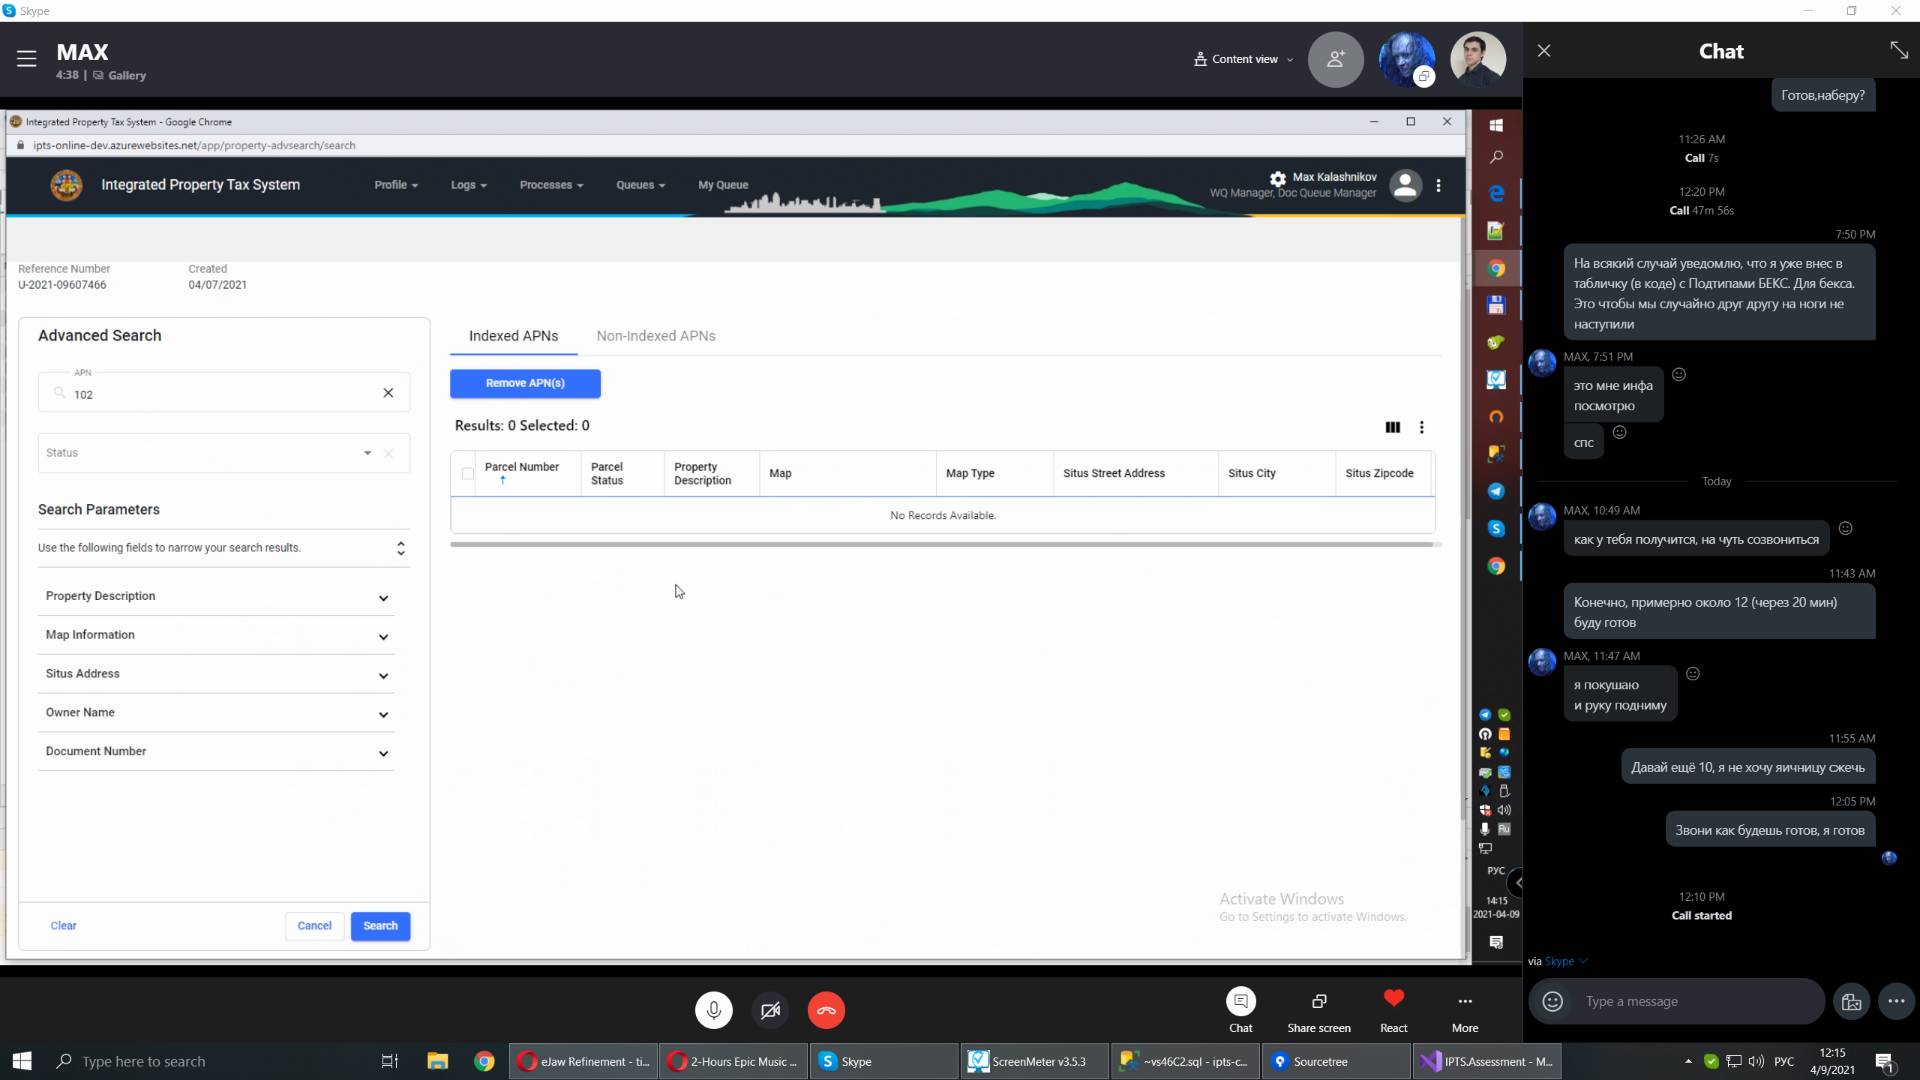 Skype
MAX
4:38 | Gallery
Content view
Integrated Property Tax System - Google Chrome
ipts-online-dev.azurewebsites.net/app/property-advsearch/search
Integrated Property Tax System
Profile
Logs
Processes
Queues
My Queue
Max Kalashnikov
WQ Manager, Doc Queue Manager
Reference Number
U-2021-09607466
Created
04/07/2021
Advanced Search
APN
102
Status
Search Parameters
Use the following fields to narrow your search results.
Property Description
Map Information
Situs Address
Owner Name
Document Number
Clear
Cancel
Search
Indexed APNs
Non-Indexed APNs
Remove APN(s)
Results: 0 Selected: 0
Parcel Number
Parcel Status
Property Description
Map
Map Type
Situs Street Address
Situs City
Situs Zipcode
No Records Available.
Activate Windows
Go to Settings to activate Windows.
Ru
РУС
14:15
2021-04-09
Chat
Share screen
React
More
Chat
Готов,наберу?
11:26 AM
Call 7s
12:20 PM
Call 47m 56s
7:50 PM
На всякий случай уведомлю, что я уже внес в
табличку (в коде) с Подтипами БЕКС. Для бекса.
Это чтобы мы случайно друг другу на ноги не
наступили
MAX, 7:51 PM
это мне инфа
посмотрю
спс
Today
MAX, 10:49 AM
как у тебя получится, на чуть созвониться
11:43 AM
Конечно, примерно около 12 (через 20 мин)
буду готов
MAX, 11:47 AM
я покушаю
и руку подниму
11:55 AM
Давай ещё 10, я не хочу яичницу сжечь
12:05 PM
Звони как будешь готов, я готов
12:10 PM
Call started
via Skype
Type a message
Type here to search
eJaw Refinement - ti...
2-Hours Epic Music ...
Skype
ScreenMeter v3.5.3
~vs46C2.sql - ipts-c...
Sourcetree
IPTS.Assessment - M...
РУС
12:15
4/9/2021
1